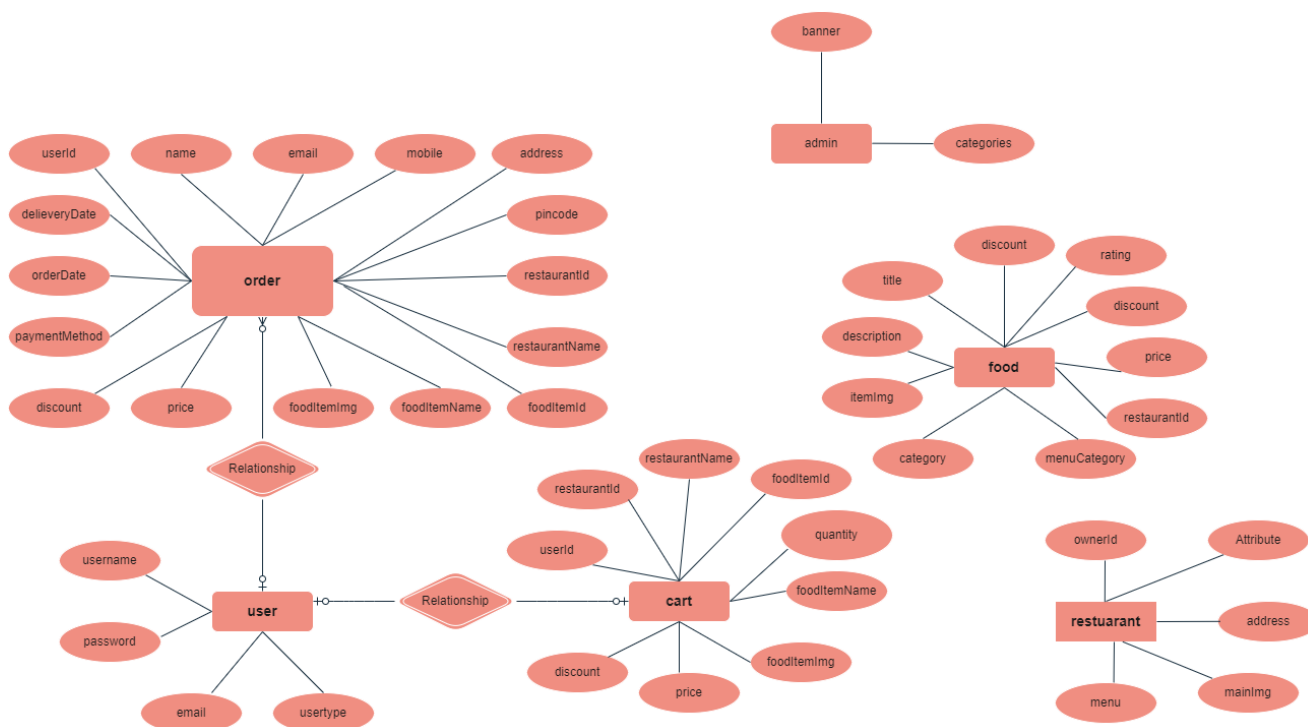 banner
admin
categories
userId
name
email
mobile
address
delieveryDate
pincode
order
orderDate
restaurantId
paymentMethod
restaurantName
discount
price
foodItemImg
foodItemName
foodItemId
discount
rating
title
discount
description
food
price
itemImg
restaurantId
category
menuCategory
Relationship
restaurantName
restaurantId
foodItemId
userId
quantity
foodItemName
cart
Relationship
discount
price
foodItemImg
username
user
password
email
usertype
ownerId
Attribute
restuarant
address
menu
mainImg